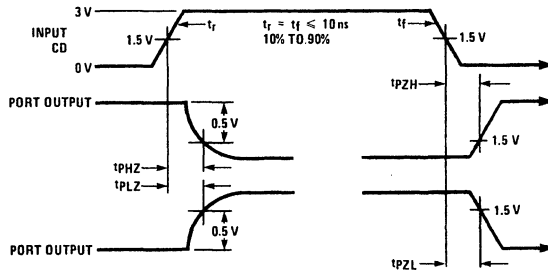 3 V
INPUT
CD
1.5 V
0 V
tr
tr = tf ≤ 10 ns
10% TO.90%
tf
1.5 V
PORT OUTPUT
0.5 V
tPHZ
tPLZ
tPZH
1.5 V
PORT OUTPUT
0.5 V
1.5 V
tPZL